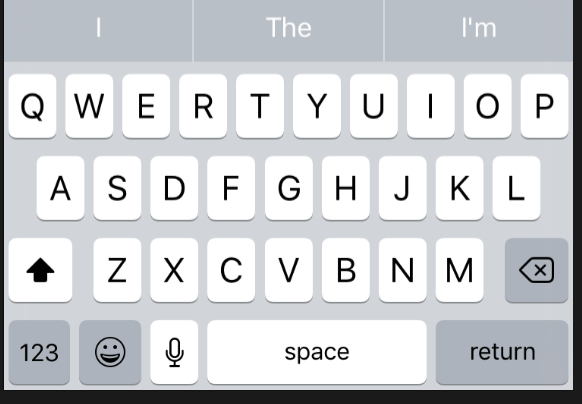 I The I'm
Q W E R T Y U I O P
A S D F G H J K L
Z X C V B N M
123 space return